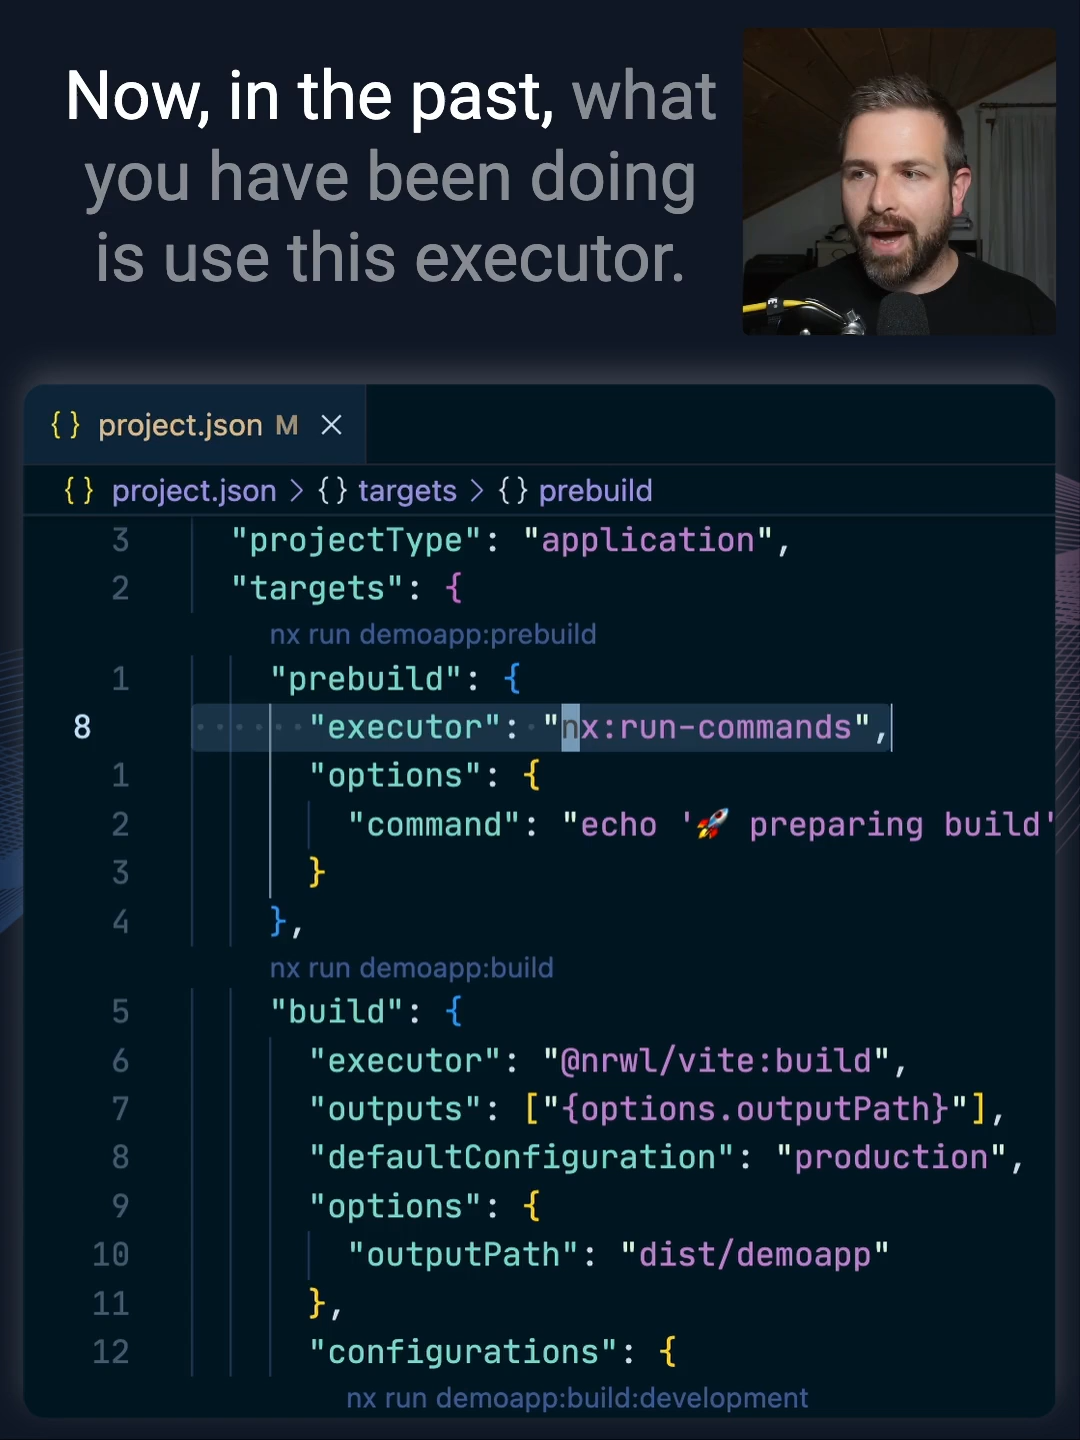 Now, in the past, what
you have been doing
is use this executor.
{ } project.json M ×
{ } project.json > { } targets > { } prebuild
3 "projectType": "application",
2 "targets": {
nx run demoapp:prebuild
1 "prebuild": {
8 "executor": "nx:run-commands",
1 "options": {
2 "command": "echo '🚀 preparing build'
3 }
4 },
nx run demoapp:build
5 "build": {
6 "executor": "@nrwl/vite:build",
7 "outputs": ["{options.outputPath}"],
8 "defaultConfiguration": "production",
9 "options": {
10 "outputPath": "dist/demoapp"
11 },
12 "configurations": {
nx run demoapp:build:development